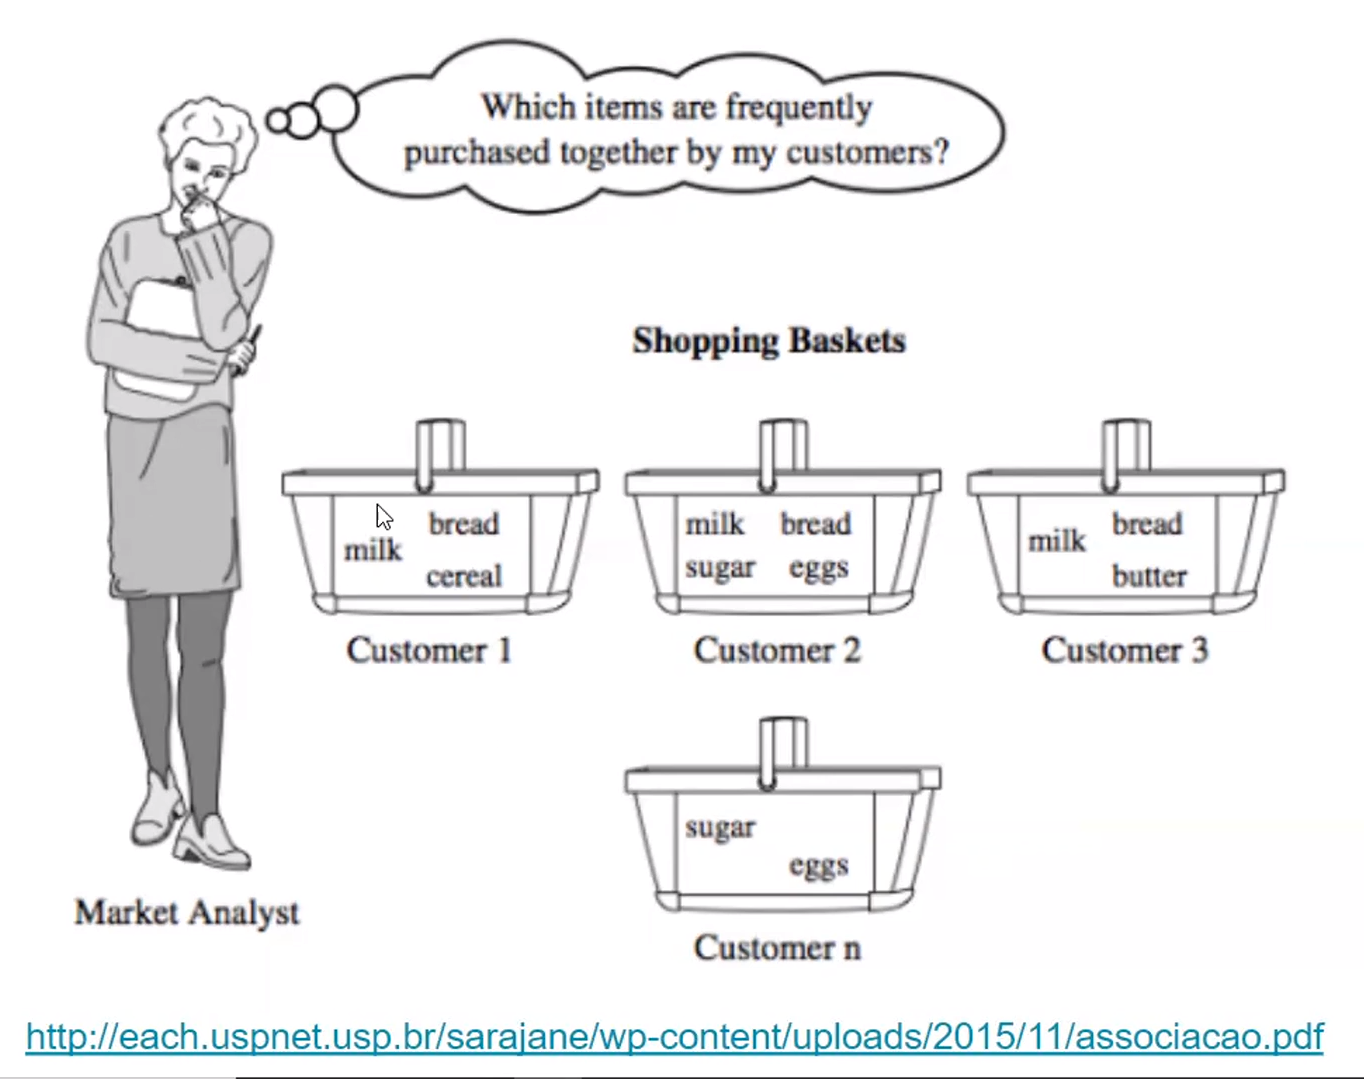 Which items are frequently
purchased together by my customers?
Shopping Baskets
bread
milk
cereal
Customer 1
milk bread
sugar eggs
Customer 2
bread
milk
butter
Customer 3
sugar
eggs
Customer n
Market Analyst
http://each.uspnet.usp.br/sarajane/wp-content/uploads/2015/11/associacao.pdf